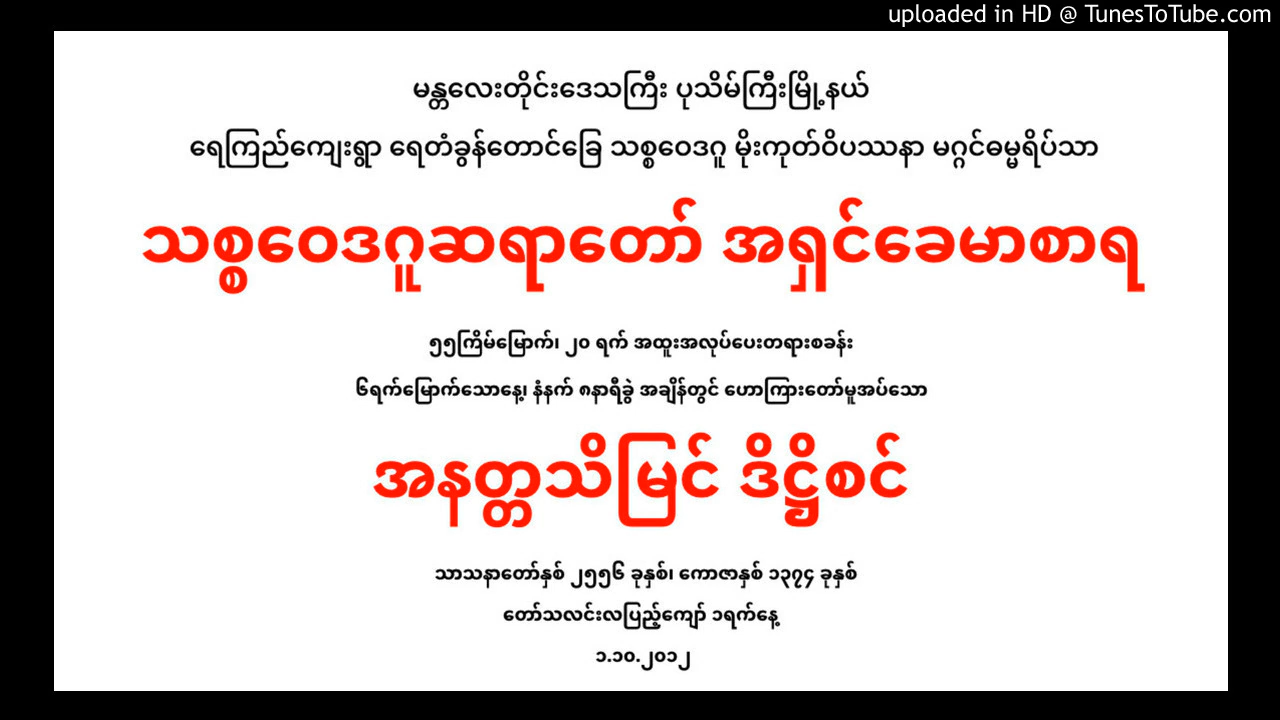 uploaded in HD @ TunesToTube.com
မန္တလေးတိုင်းဒေသကြီး ပုသိမ်ကြီးမြို့နယ်
ရေကြည်ကျေးရွာ ရေတံခွန်တောင်ခြေ သစ္စဝေဒဂူ မိုးကုတ်ဝိပဿနာ မဂ္ဂင်ဓမ္မရိပ်သာ
သစ္စဝေဒဂူဆရာတော် အရှင်ခေမာစာရ
၅၅ကြိမ်မြောက်၊ ၂၀ ရက် အထူးအလုပ်ပေးတရားစခန်း
၆ရက်မြောက်သောနေ့၊ နံနက် ၈နာရီခွဲ အချိန်တွင် ဟောကြားတော်မူအပ်သော
အနတ္တသိမြင် ဒိဋ္ဌိစင်
သာသနာတော်နှစ် ၂၅၅၆ ခုနှစ်၊ ကောဇာနှစ် ၁၃၇၄ ခုနှစ်
တော်သလင်းလပြည့်ကျော် ၁ရက်နေ့
၁.၁၀.၂၀၁၂